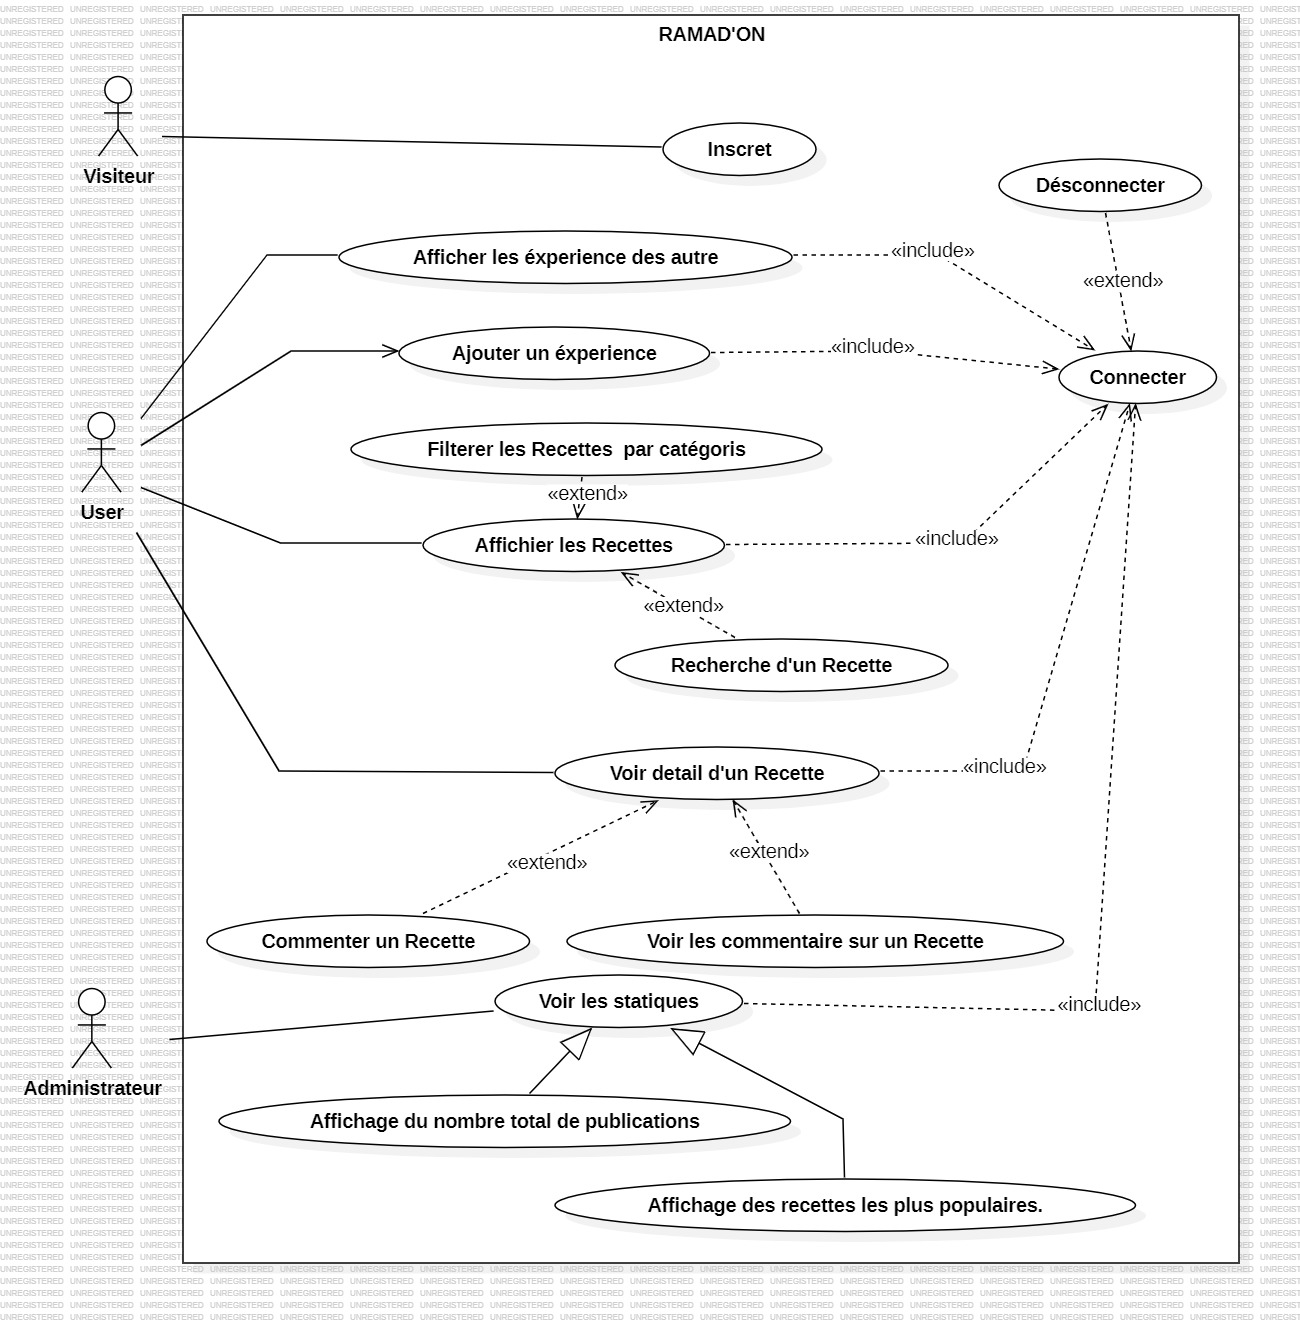 RAMAD'ON
Visiteur
Inscret
Désconnecter
Afficher les éxperience des autre
«include»
«extend»
Ajouter un éxperience
«include»
Connecter
User
Filterer les Recettes  par catégoris
«extend»
Affichier les Recettes
«include»
«extend»
Recherche d'un Recette
Voir detail d'un Recette
«include»
«extend»
«extend»
Commenter un Recette
Voir les commentaire sur un Recette
Administrateur
Voir les statiques
«include»
Affichage du nombre total de publications
Affichage des recettes les plus populaires.
UNREGISTERED